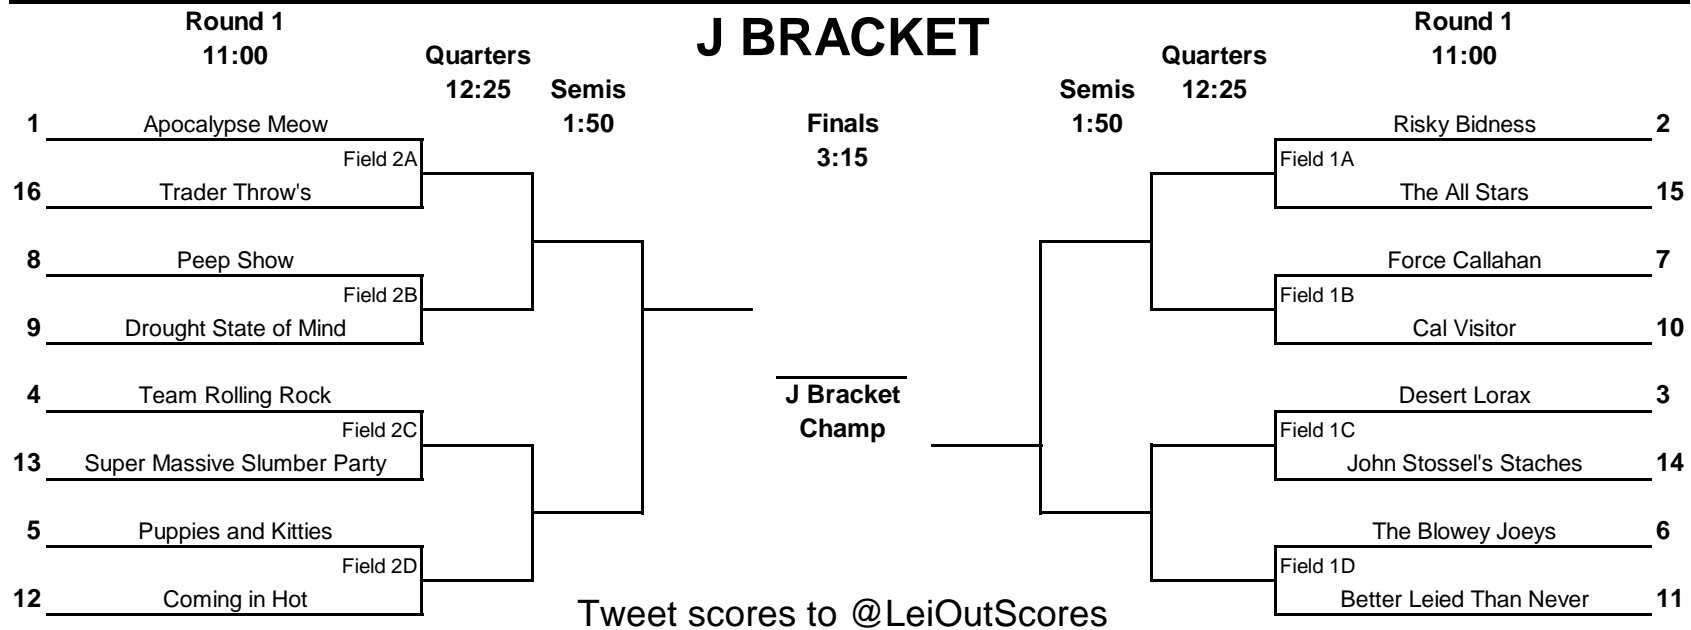 Round 1 J BRACKET Round 1
11:00 11:00
Quarters Quarters
12:25 Semis Semis 12:25
1 Apocalypse Meow 1:50 Finals 1:50 Risky Bidness 2
Field 2A 3:15 Field 1A
16 Trader Throw's The All Stars 15
8 Peep Show Force Callahan 7
Field 2B Field 1B
9 Drought State of Mind Cal Visitor 10
4 Team Rolling Rock J Bracket Desert Lorax 3
Field 2C Champ Field 1C
13 Super Massive Slumber Party John Stossel's Staches 14
5 Puppies and Kitties The Blowey Joeys 6
Field 2D Field 1D
12 Coming in Hot Better Leied Than Never 11
Tweet scores to @LeiOutScores